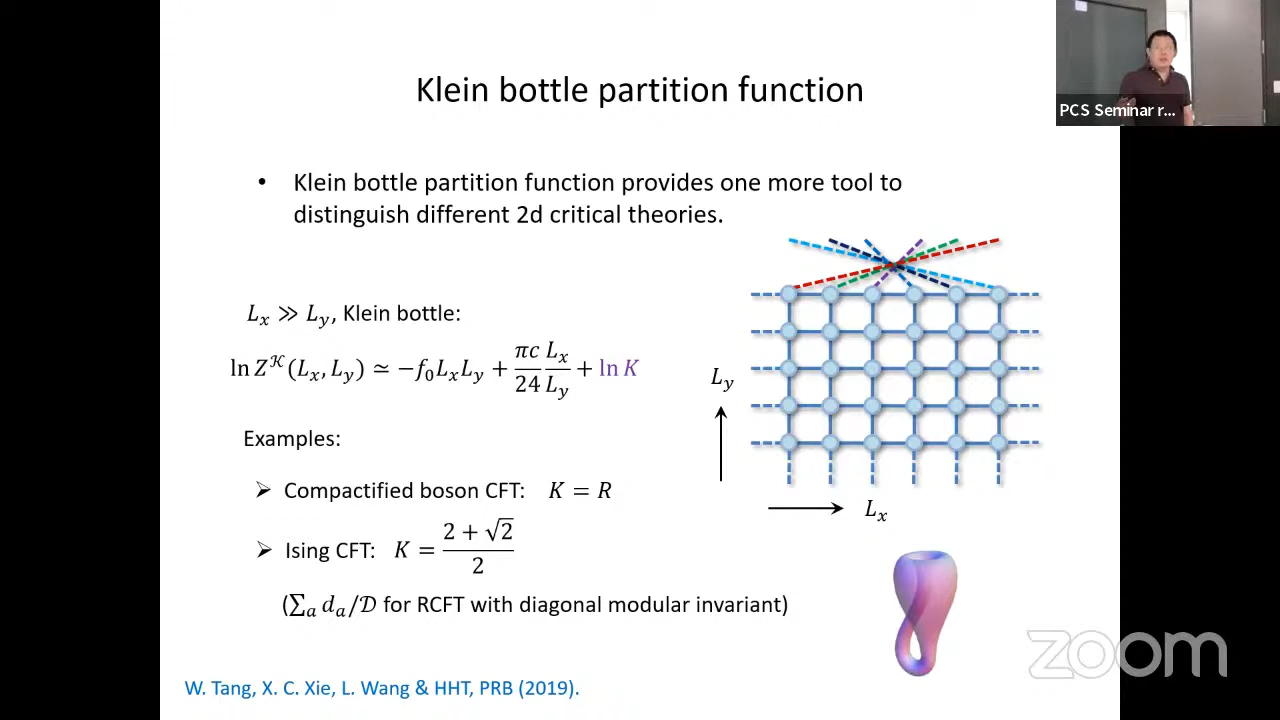 Klein bottle partition function
PCS Seminar r...
• Klein bottle partition function provides one more tool to
distinguish different 2d critical theories.
L_x ≫ L_y, Klein bottle:
ln Z^𝒦(L_x, L_y) ≃ −f_0 L_x L_y + (πc/24)(L_x/L_y) + ln K
L_y
L_x
Examples:
➢ Compactified boson CFT: K = R
➢ Ising CFT: K = (2 + √2)/2
(∑_a d_a/𝒟 for RCFT with diagonal modular invariant)
W. Tang, X. C. Xie, L. Wang & HHT, PRB (2019).
zoom